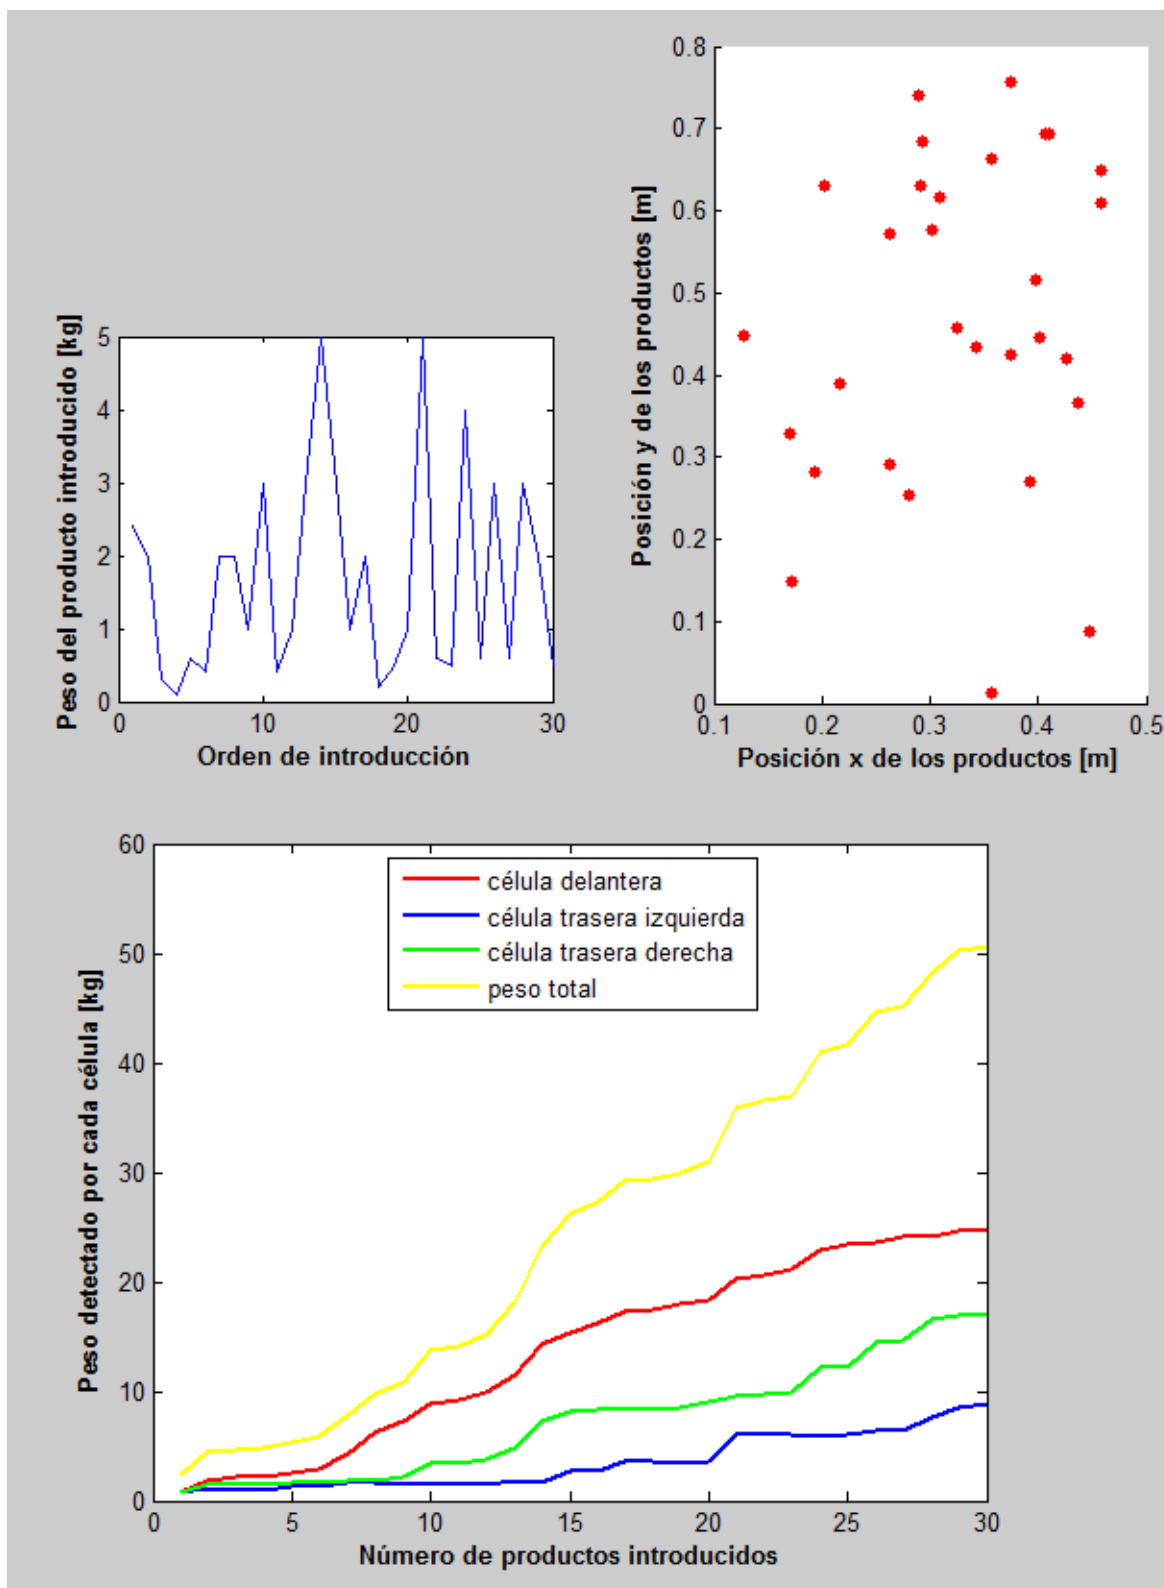 Peso del producto introducido [kg]
5
4
3
2
1
0
0 10 20 30
Orden de introducción
Posición y de los productos [m]
0.8
0.7
0.6
0.5
0.4
0.3
0.2
0.1
0
0.1 0.2 0.3 0.4 0.5
Posición x de los productos [m]
Peso detectado por cada célula [kg]
60
50
40
30
20
10
0
célula delantera
célula trasera izquierda
célula trasera derecha
peso total
0 5 10 15 20 25 30
Número de productos introducidos